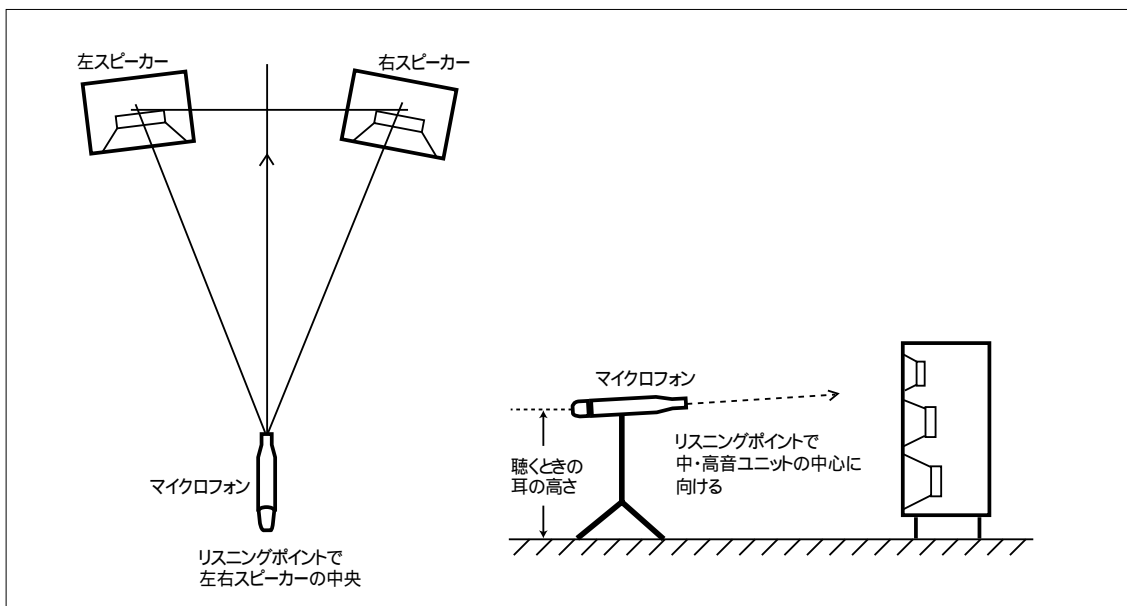 左スピーカー
右スピーカー
マイクロフォン
リスニングポイントで
左右スピーカーの中央
マイクロフォン
聴くときの
耳の高さ
リスニングポイントで
中・高音ユニットの中心に
向ける